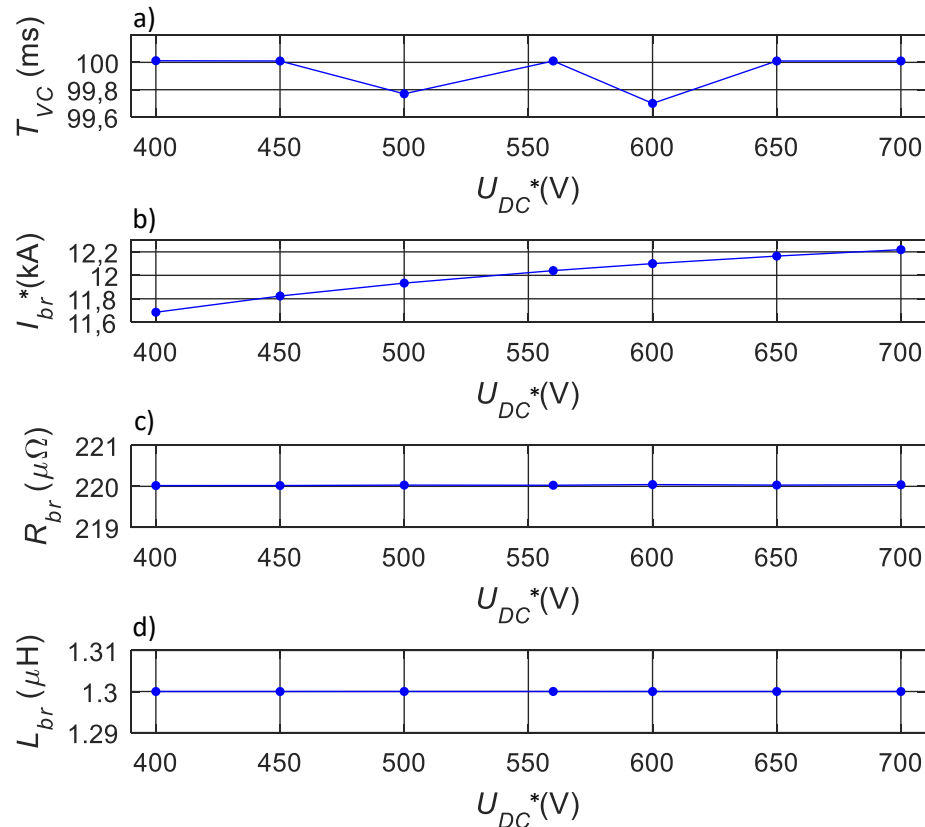 a)
T_VC (ms)
100
99,8
99,6
400 450 500 550 600 650 700
U_DC*(V)
b)
I_br*(kA)
12,2
12
11,8
11,6
400 450 500 550 600 650 700
U_DC*(V)
c)
R_br (μΩ)
221
220
219
400 450 500 550 600 650 700
U_DC*(V)
d)
L_br (μH)
1.31
1.3
1.29
400 450 500 550 600 650 700
U_DC*(V)